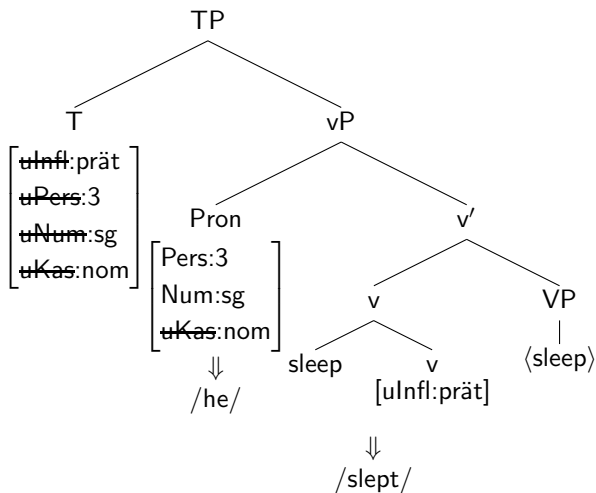 TP
T
vP
uInfl:prät
uPers:3
uNum:sg
uKas:nom
Pron
v′
Pers:3
Num:sg
uKas:nom
v
VP
⇓
/he/
sleep
v
⟨sleep⟩
[uInfl:prät]
⇓
/slept/